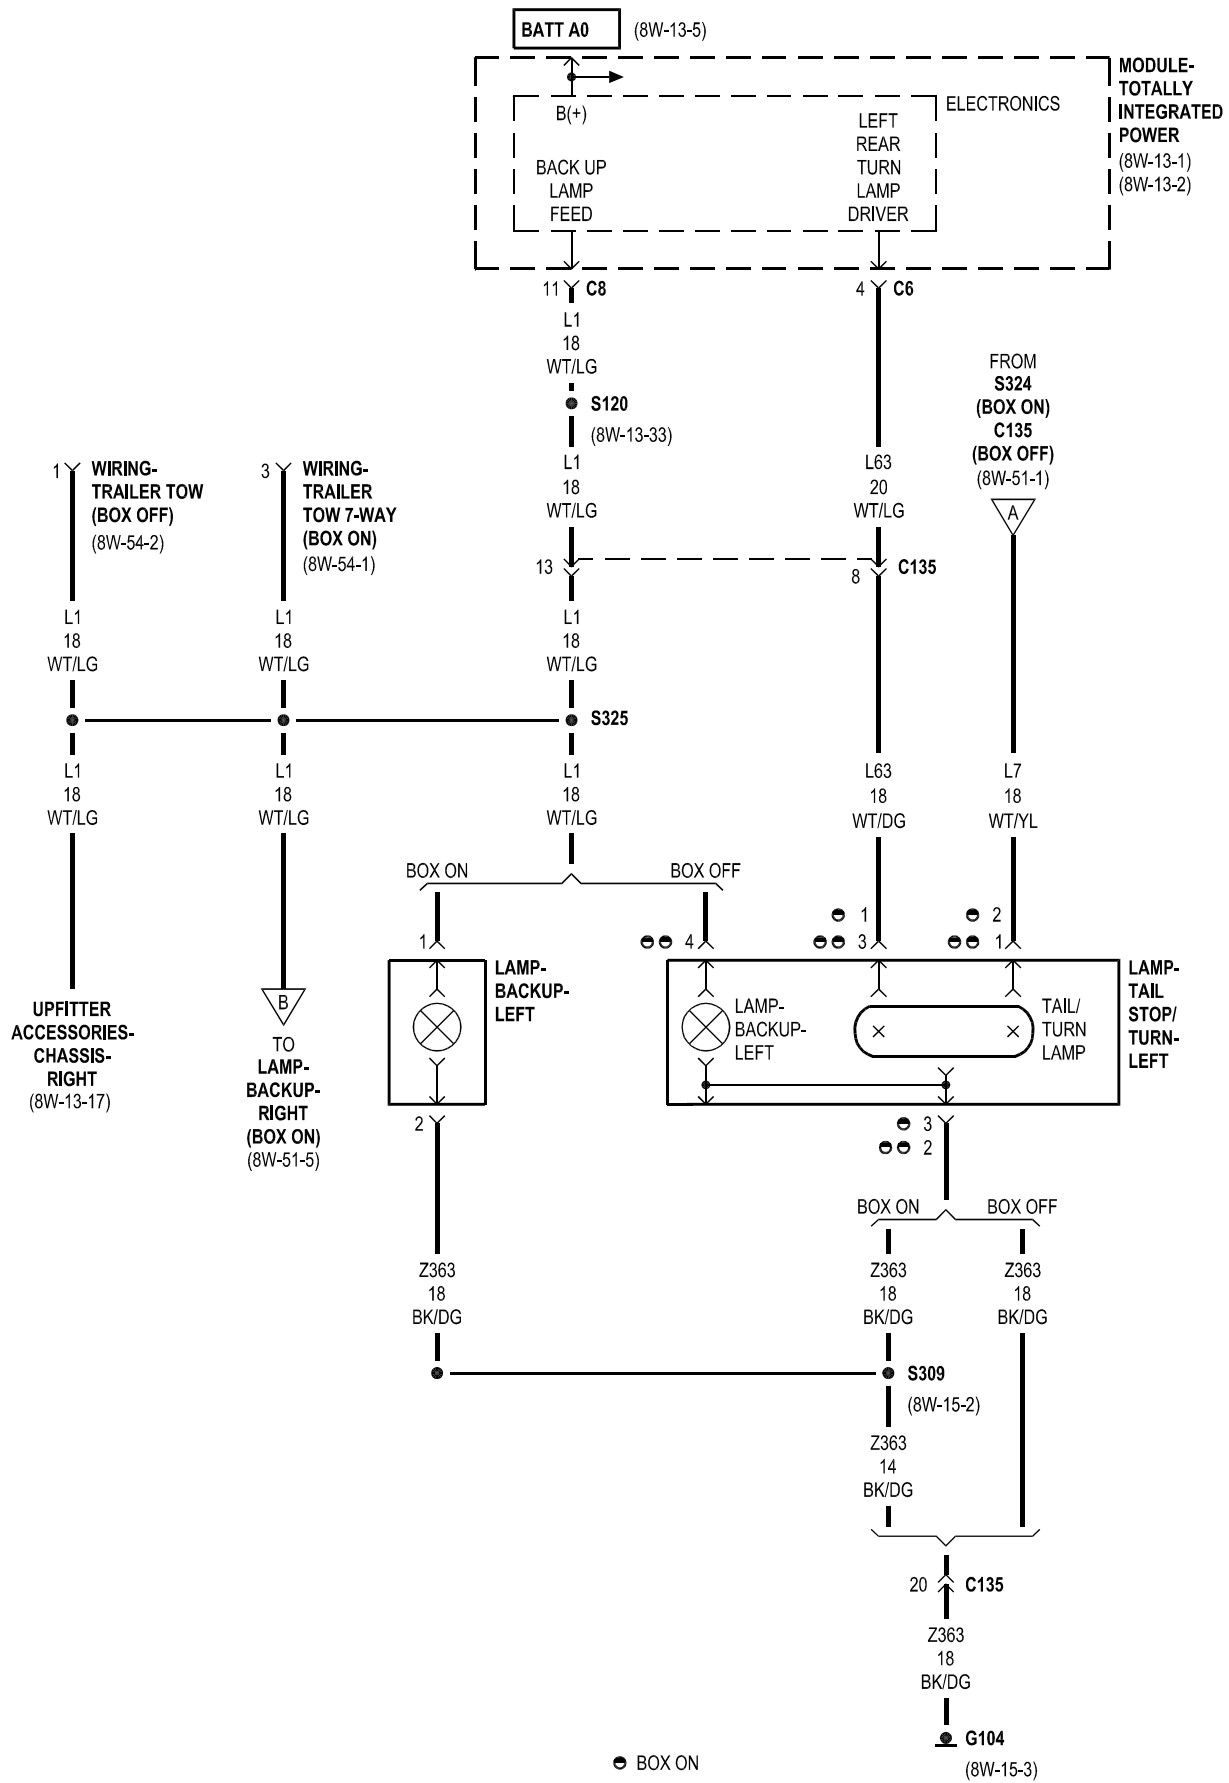 BATT A0
(8W-13-5)
MODULE-
TOTALLY
INTEGRATED
POWER
(8W-13-1)
(8W-13-2)
ELECTRONICS
B(+)
BACK UP
LAMP
FEED
LEFT
REAR
TURN
LAMP
DRIVER
11
C8
4
C6
L1
18
WT/LG
S120
(8W-13-33)
L1
18
WT/LG
L63
20
WT/LG
FROM
S324
(BOX ON)
C135
(BOX OFF)
(8W-51-1)
A
1
WIRING-
TRAILER TOW
(BOX OFF)
(8W-54-2)
3
WIRING-
TRAILER
TOW 7-WAY
(BOX ON)
(8W-54-1)
13
8
C135
L1
18
WT/LG
L1
18
WT/LG
L1
18
WT/LG
S325
L1
18
WT/LG
L1
18
WT/LG
L1
18
WT/LG
L63
18
WT/DG
L7
18
WT/YL
BOX ON
BOX OFF
1
4
1
3
2
1
LAMP-
BACKUP-
LEFT
LAMP-
BACKUP-
LEFT
TAIL/
TURN
LAMP
LAMP-
TAIL
STOP/
TURN-
LEFT
UPFITTER
ACCESSORIES-
CHASSIS-
RIGHT
(8W-13-17)
B
TO
LAMP-
BACKUP-
RIGHT
(BOX ON)
(8W-51-5)
2
3
2
BOX ON
BOX OFF
Z363
18
BK/DG
Z363
18
BK/DG
Z363
18
BK/DG
S309
(8W-15-2)
Z363
14
BK/DG
20
C135
Z363
18
BK/DG
G104
(8W-15-3)
BOX ON